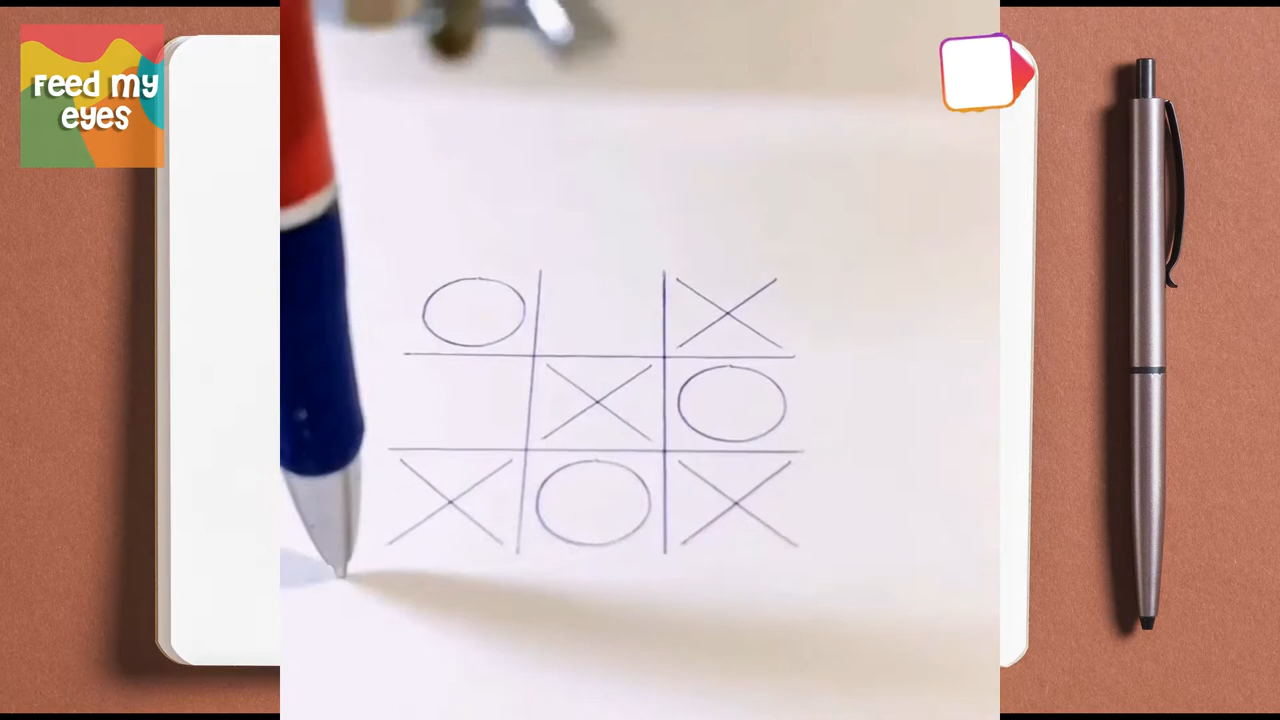 Feed my
eyes
O X
X O
X O X